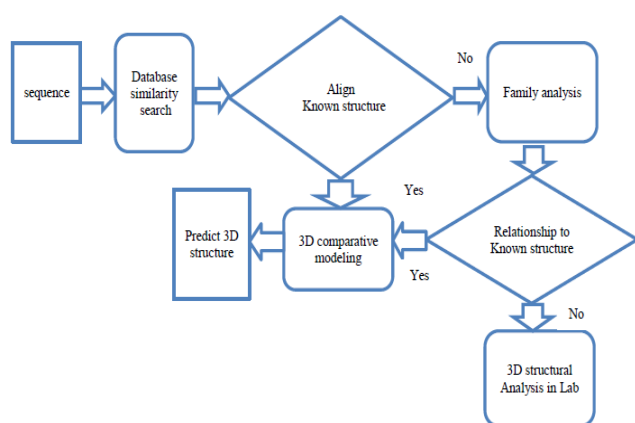 sequence
Database
similarity
search
Align
Known structure
No
Family analysis
Yes
Relationship to
Known structure
Yes
3D comparative
modeling
Predict 3D
structure
No
3D structural
Analysis in Lab